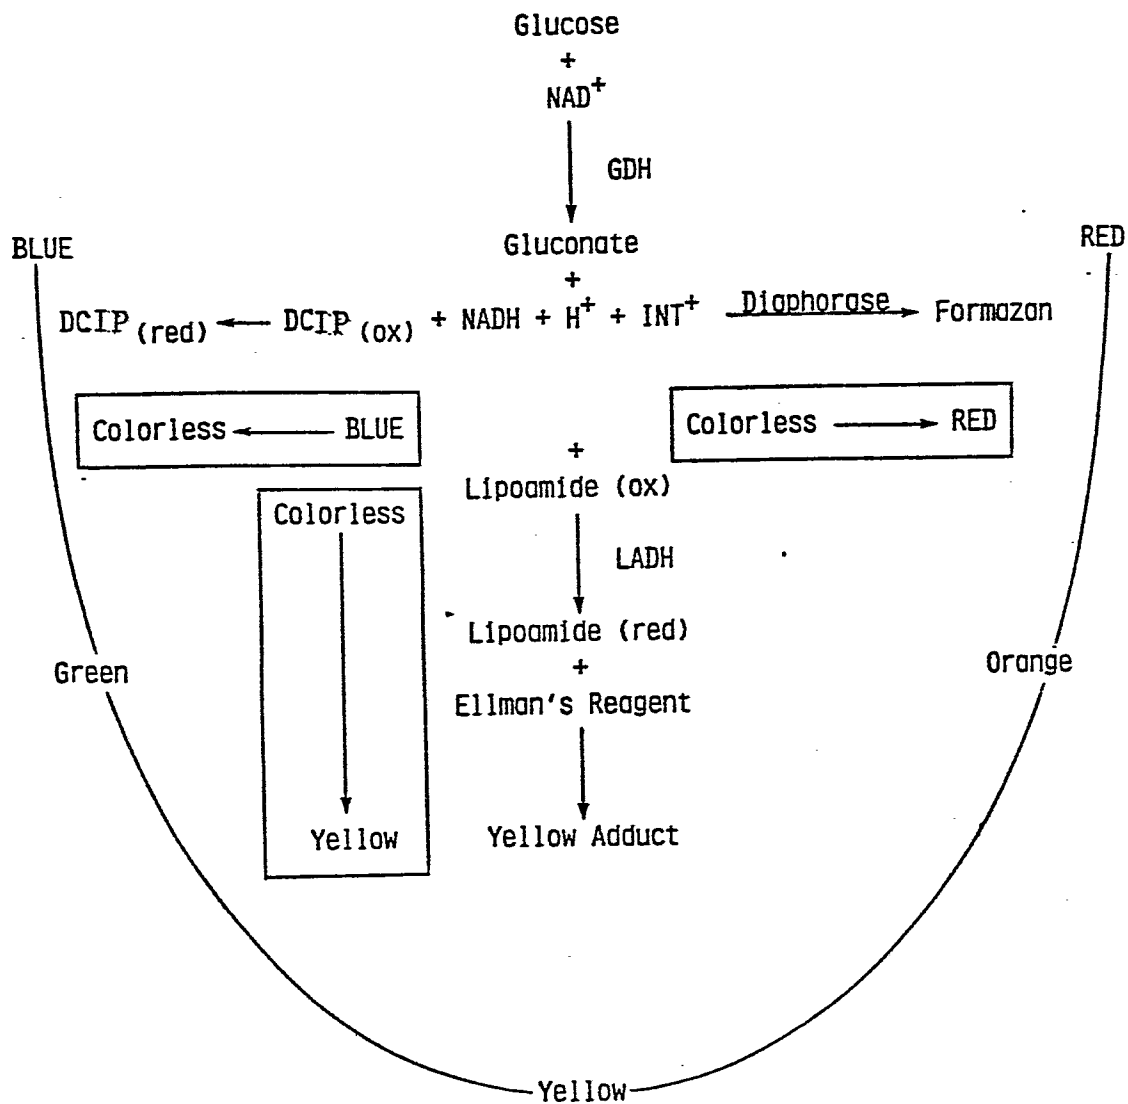 Glucose
+
NAD+
GDH
BLUE
Gluconate
RED
+
DCIP (red) ← DCIP (ox) + NADH + H+ + INT+ Diaphorase → Formazan
Colorless ← BLUE
Colorless → RED
+
Lipoamide (ox)
Colorless
LADH
Lipoamide (red)
Green
+
Orange
Ellman's Reagent
Yellow
Yellow Adduct
Yellow